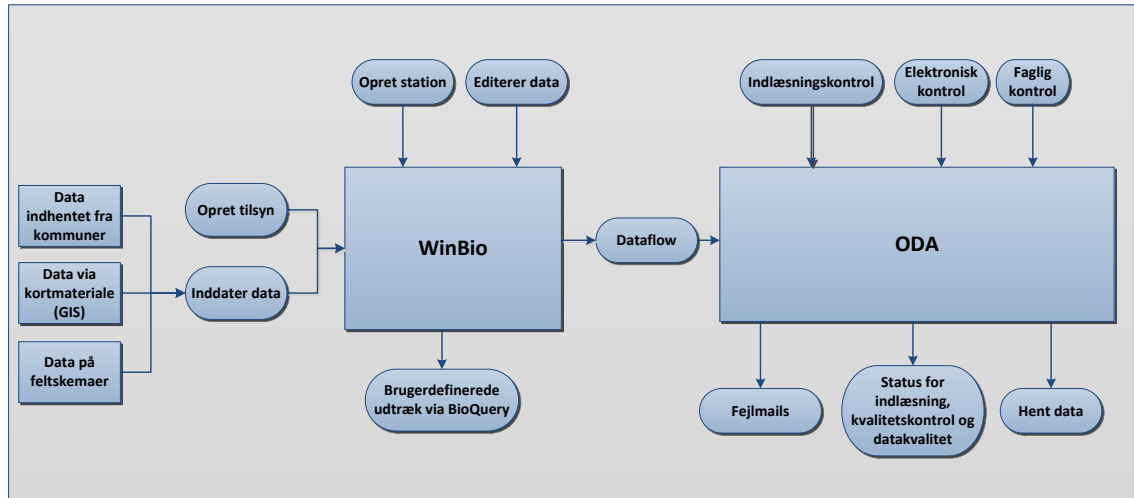 Opret station
Editerer data
Indlæsningskontrol
Elektronisk
kontrol
Faglig
kontrol
Data
indhentet fra
kommuner
Data via
kortmateriale
(GIS)
Data på
feltskemaer
Opret tilsyn
Inddater data
WinBio
Dataflow
ODA
Brugerdefinerede
udtræk via BioQuery
Fejlmails
Status for
indlæsning,
kvalitetskontrol og
datakvalitet
Hent data